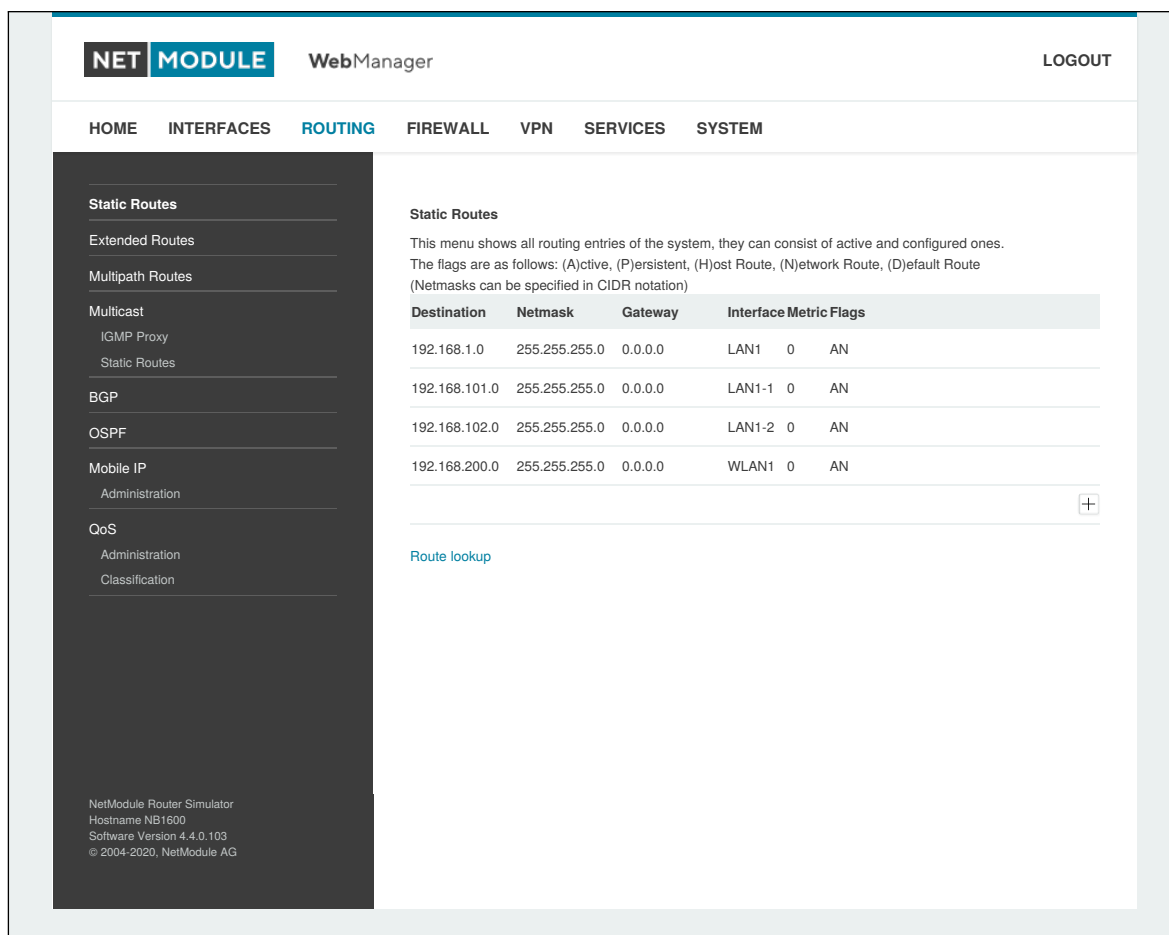 NET MODULE WebManager LOGOUT
HOME INTERFACES ROUTING FIREWALL VPN SERVICES SYSTEM
Static Routes
Extended Routes
Multipath Routes
Multicast
IGMP Proxy
Static Routes
BGP
OSPF
Mobile IP
Administration
QoS
Administration
Classification
NetModule Router Simulator
Hostname NB1600
Software Version 4.4.0.103
© 2004-2020, NetModule AG
Static Routes
This menu shows all routing entries of the system, they can consist of active and configured ones.
The flags are as follows: (A)ctive, (P)ersistent, (H)ost Route, (N)etwork Route, (D)efault Route
(Netmasks can be specified in CIDR notation)
Destination Netmask Gateway Interface Metric Flags
192.168.1.0 255.255.255.0 0.0.0.0 LAN1 0 AN
192.168.101.0 255.255.255.0 0.0.0.0 LAN1-1 0 AN
192.168.102.0 255.255.255.0 0.0.0.0 LAN1-2 0 AN
192.168.200.0 255.255.255.0 0.0.0.0 WLAN1 0 AN
Route lookup